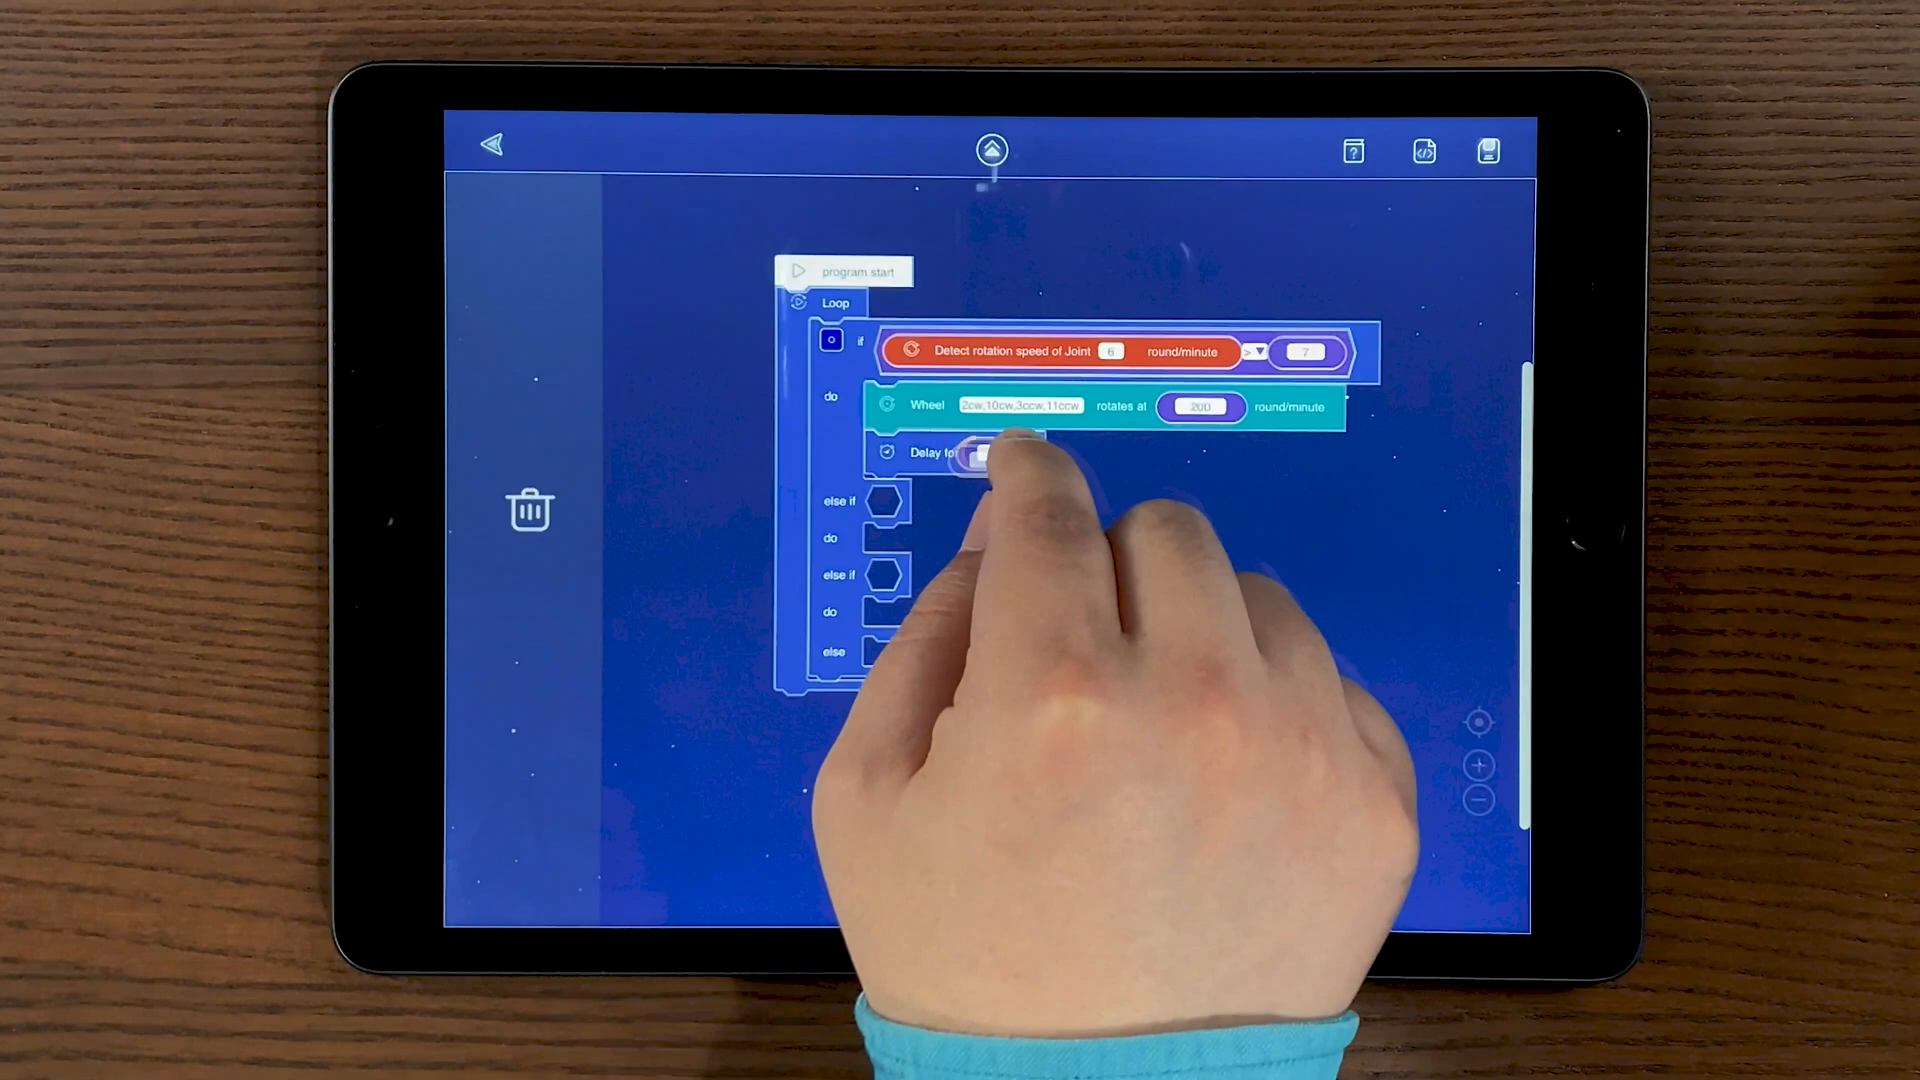 ?
</>
program start
Loop
if Detect rotation speed of Joint 6 round/minute > ▼ 7
do Wheel 2cw,10cw,3ccw,11ccw rotates at 200 round/minute
Delay for
else if
do
else if
do
else